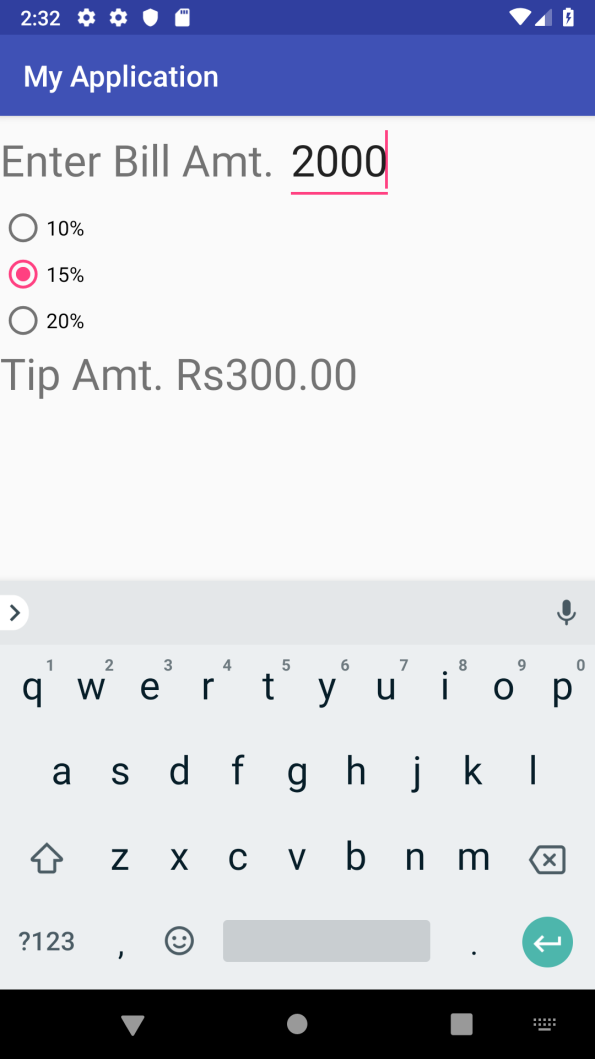 2:32
My Application
Enter Bill Amt. 2000
10%
15%
20%
Tip Amt. Rs300.00
1 2 3 4 5 6 7 8 9 0
q w e r t y u i o p
a s d f g h j k l
z x c v b n m
?123 , .